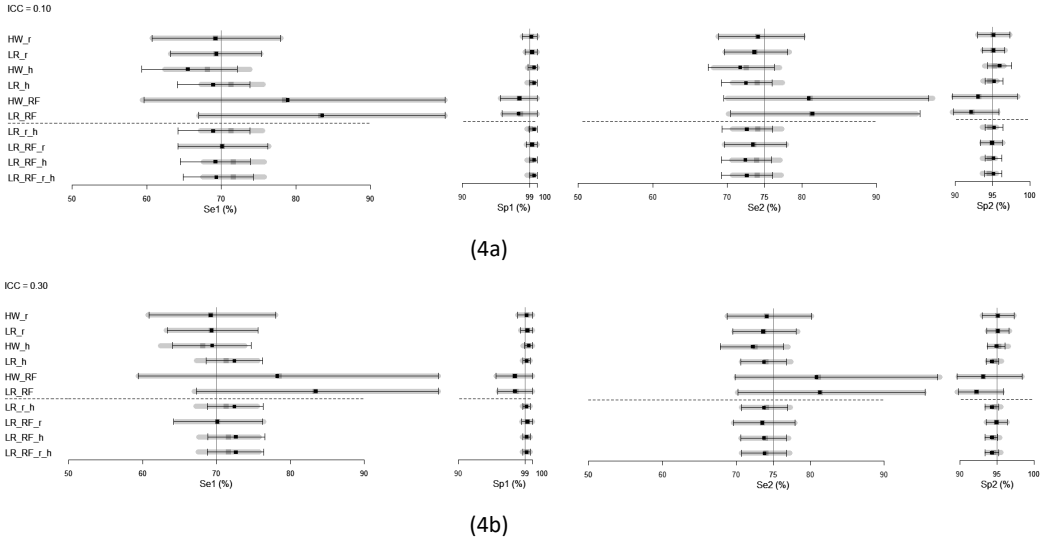 ICC = 0.10
HW_r
LR_r
HW_h
LR_h
HW_RF
LR_RF
LR_r_h
LR_RF_r
LR_RF_h
LR_RF_r_h
50 60 70 80 90 90 99 100 50 60 70 75 80 90 90 95 100
Se1 (%) Sp1 (%) Se2 (%) Sp2 (%)
(4a)
ICC = 0.30
HW_r
LR_r
HW_h
LR_h
HW_RF
LR_RF
LR_r_h
LR_RF_r
LR_RF_h
LR_RF_r_h
50 60 70 80 90 90 99 100 50 60 70 75 80 90 90 95 100
Se1 (%) Sp1 (%) Se2 (%) Sp2 (%)
(4b)